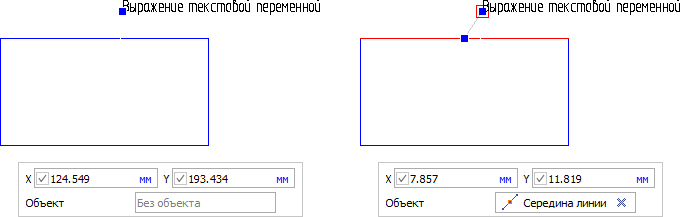 Выражение текстовой переменной
Выражение текстовой переменной
X 124.549 мм Y 193.434 мм
Объект Без объекта
X 7.857 мм Y 11.819 мм
Объект Середина линии